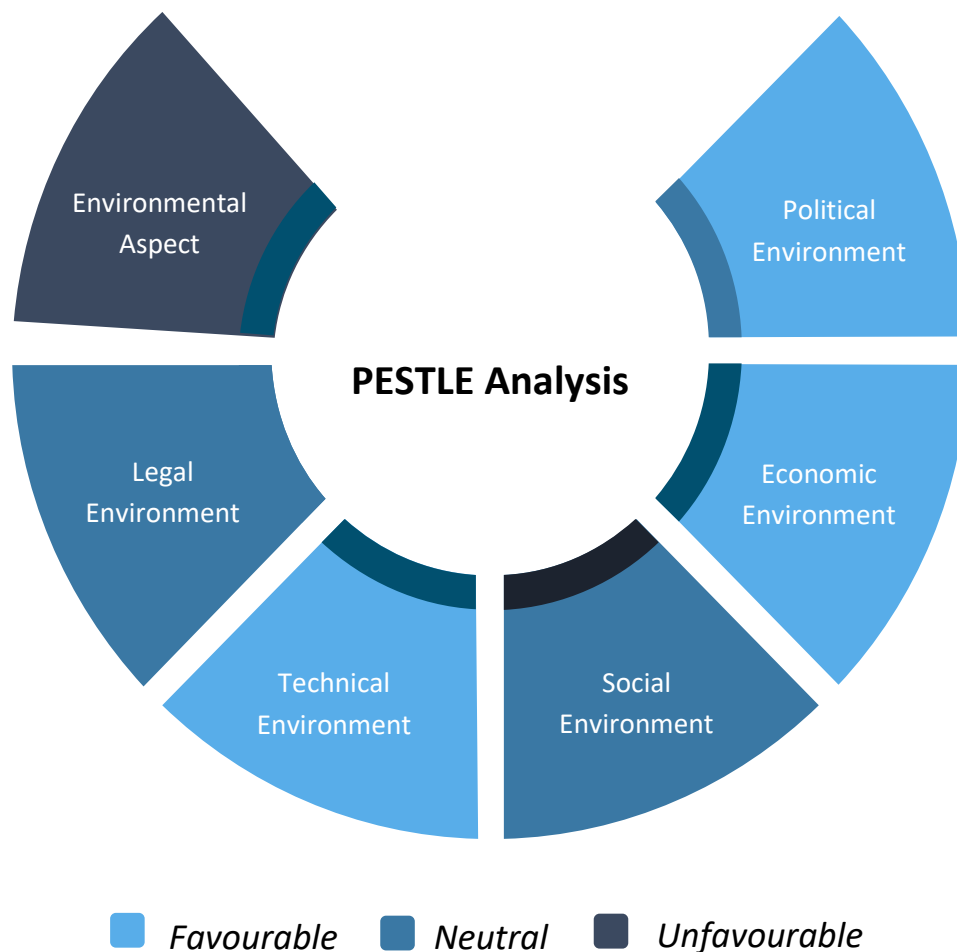 Environmental
Aspect
Political
Environment
PESTLE Analysis
Legal
Environment
Economic
Environment
Technical
Environment
Social
Environment
Favourable
Neutral
Unfavourable